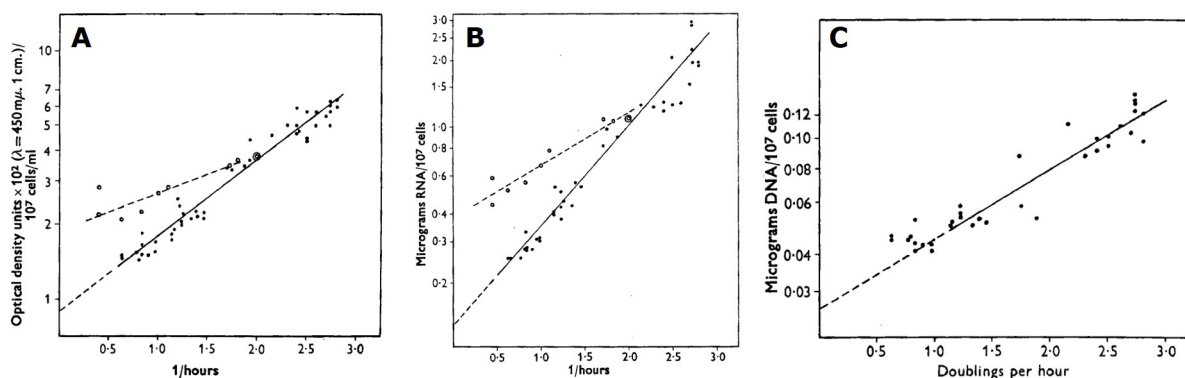 A
Optical density units × 10² (λ = 450 mμ. 1 cm.)/
10⁷ cells/ml
10
7
6
5
4
3
2
1
0·5 1·0 1·5 2·0 2·5 3·0
1/hours
B
Micrograms RNA/10⁷ cells
3·0
2·5
2·0
1·5
1·0
0·6
0·4
0·3
0·2
0·5 1·0 1·5 2·0 2·5 3·0
1/hours
C
Micrograms DNA/10⁷ cells
0·12
0·10
0·08
0·06
0·04
0·03
0·5 1·0 1·5 2·0 2·5 3·0
Doublings per hour